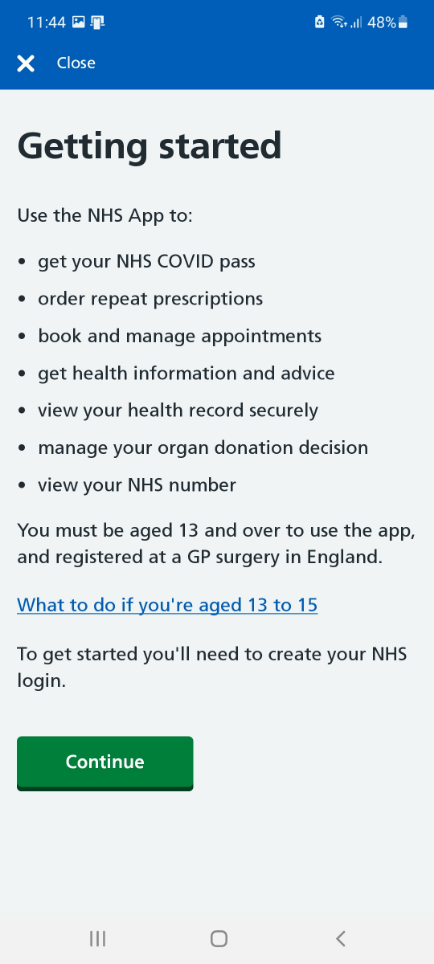 11:44
48%
Close
Getting started
Use the NHS App to:
• get your NHS COVID pass
• order repeat prescriptions
• book and manage appointments
• get health information and advice
• view your health record securely
• manage your organ donation decision
• view your NHS number
You must be aged 13 and over to use the app,
and registered at a GP surgery in England.
What to do if you're aged 13 to 15
To get started you'll need to create your NHS
login.
Continue